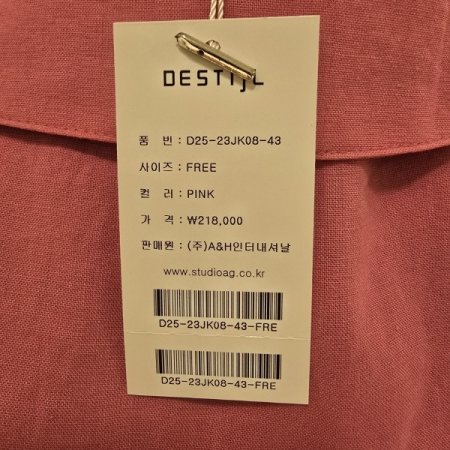 DESTIJL
품 번 : D25-23JK08-43
사이즈 : FREE
컬 러 : PINK
가 격 : ₩218,000
판매원 : (주)A&H인터내셔날
www.studioag.co.kr
D25-23JK08-43-FRE
D25-23JK08-43-FRE